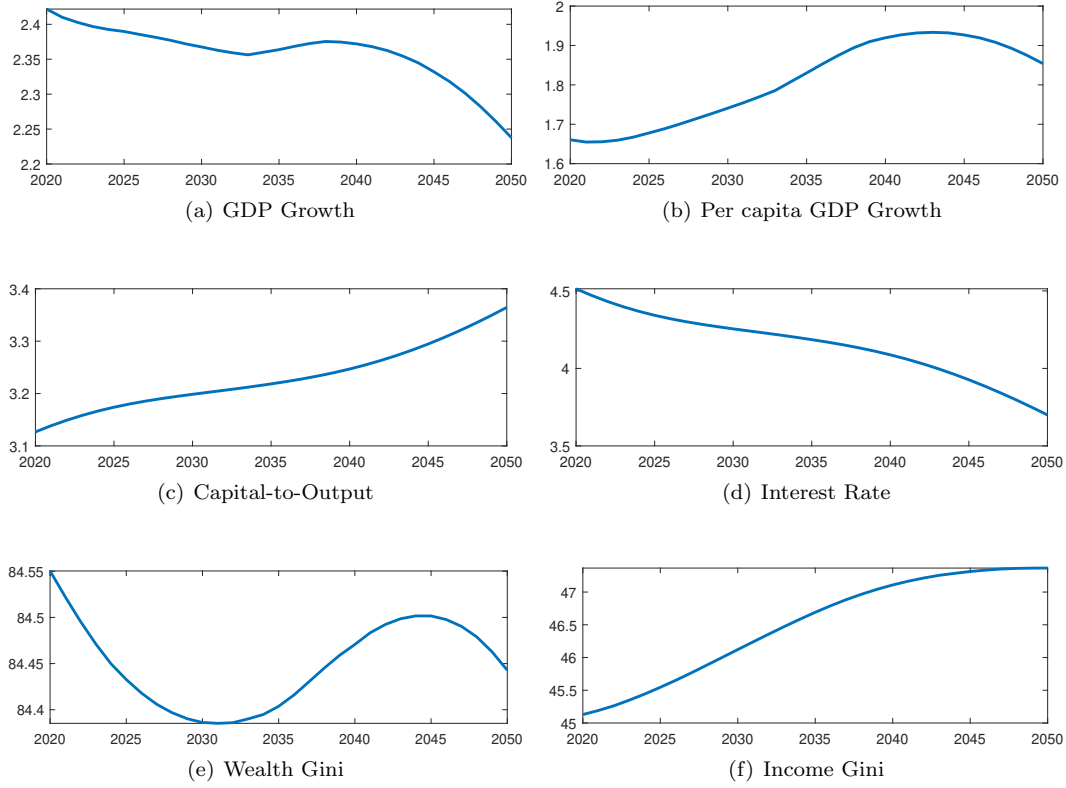 2.4
2.35
2.3
2.25
2.2
2020 2025 2030 2035 2040 2045 2050
(a) GDP Growth
2
1.9
1.8
1.7
1.6
2020 2025 2030 2035 2040 2045 2050
(b) Per capita GDP Growth
3.4
3.3
3.2
3.1
2020 2025 2030 2035 2040 2045 2050
(c) Capital-to-Output
4.5
4
3.5
2020 2025 2030 2035 2040 2045 2050
(d) Interest Rate
84.55
84.5
84.45
84.4
2020 2025 2030 2035 2040 2045 2050
(e) Wealth Gini
47
46.5
46
45.5
45
2020 2025 2030 2035 2040 2045 2050
(f) Income Gini